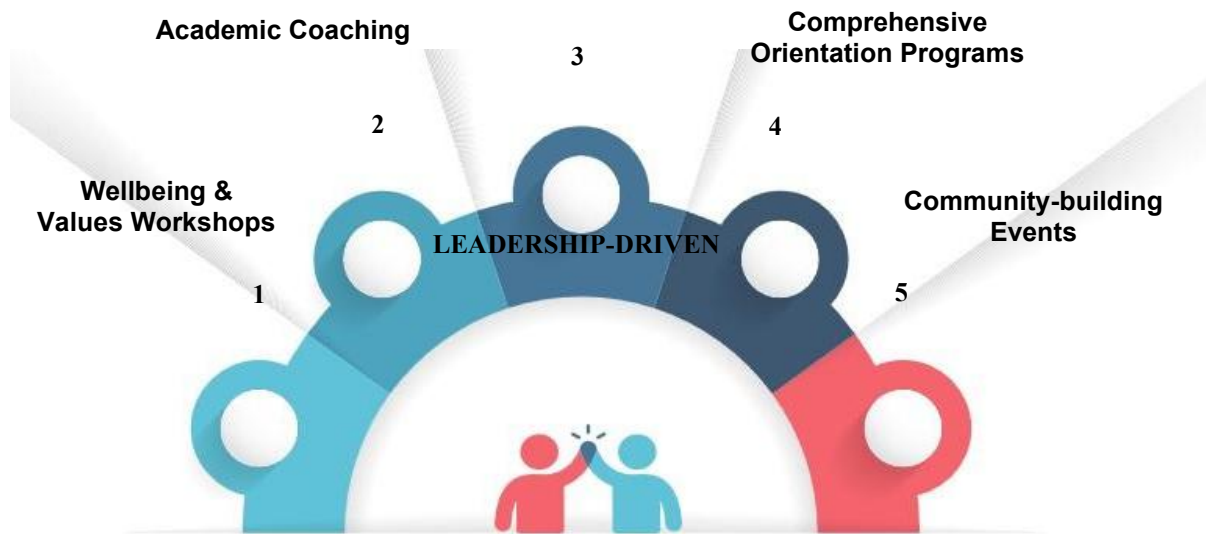 Academic Coaching
3
Comprehensive
Orientation Programs
2
4
Wellbeing &
Values Workshops
Community-building
Events
LEADERSHIP-DRIVEN
1
5